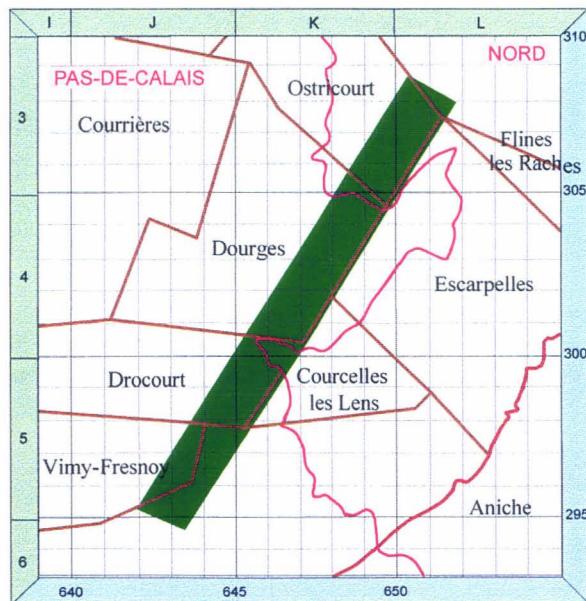 I J K L
310
NORD
PAS-DE-CALAIS
Ostricourt
3
Courrières
Flines
les Raches
305
Dourges
4
Escarpelles
300
Drocourt
Courcelles
les Lens
5
Vimy-Fresnoy
Aniche
295
6
640 645 650